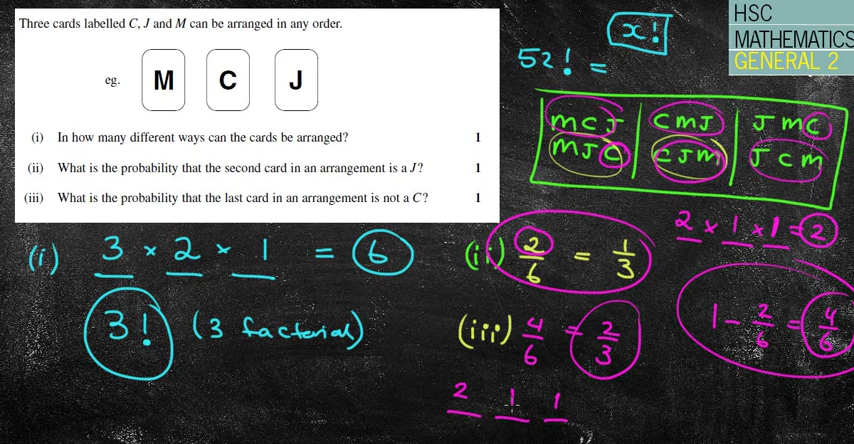 Three cards labelled C, J and M can be arranged in any order.
eg. M C J
(i) In how many different ways can the cards be arranged? 1
(ii) What is the probability that the second card in an arrangement is a J? 1
(iii) What is the probability that the last card in an arrangement is not a C? 1
x!
52! =
HSC
MATHEMATICS
GENERAL 2
MCJ CMJ JMC
MJC CJM JCM
(i) 3 × 2 × 1 = 6
3! (3 factorial)
(ii) 2/6 = 1/3
2 × 1 × 1 = 2
(iii) 4/6 = 2/3
1 - 2/6 = 4/6
2 1 1